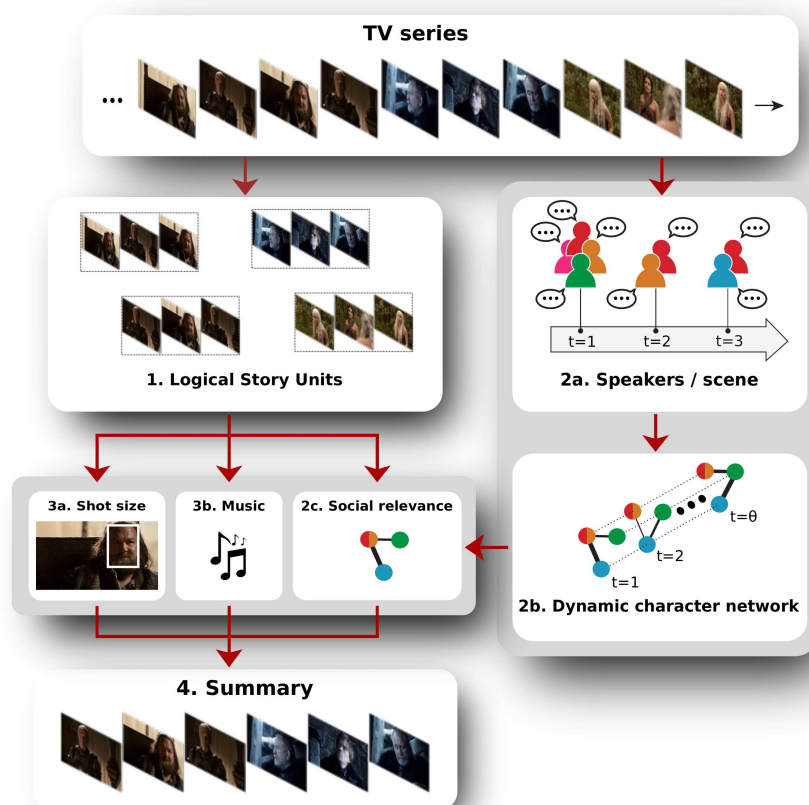 TV series
...
1. Logical Story Units
t=1
t=2
t=3
2a. Speakers / scene
3a. Shot size
3b. Music
2c. Social relevance
t=1
t=2
t=θ
2b. Dynamic character network
4. Summary